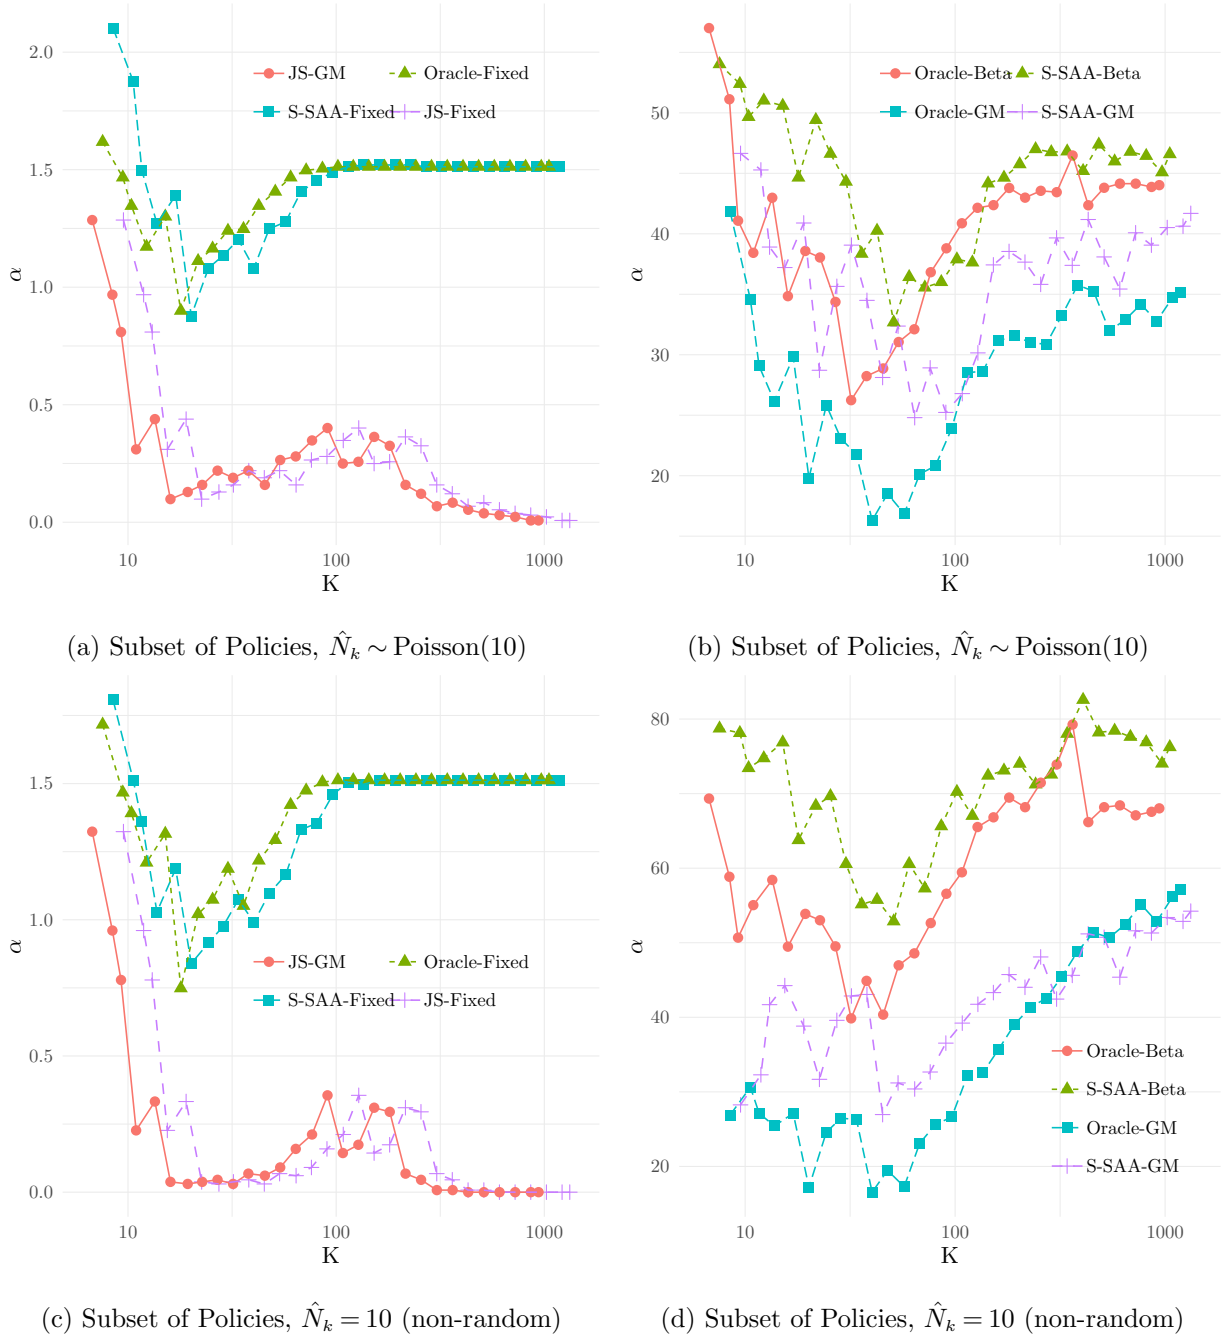 2.0
1.5
1.0
0.5
0.0
α
JS-GM
Oracle-Fixed
S-SAA-Fixed
JS-Fixed
10
100
1000
K
(a) Subset of Policies, N̂ₖ ∼ Poisson(10)
50
40
30
20
α
Oracle-Beta
S-SAA-Beta
Oracle-GM
S-SAA-GM
10
100
1000
K
(b) Subset of Policies, N̂ₖ ∼ Poisson(10)
1.5
1.0
0.5
0.0
α
JS-GM
Oracle-Fixed
S-SAA-Fixed
JS-Fixed
10
100
1000
K
(c) Subset of Policies, N̂ₖ = 10 (non-random)
80
60
40
20
α
Oracle-Beta
S-SAA-Beta
Oracle-GM
S-SAA-GM
10
100
1000
K
(d) Subset of Policies, N̂ₖ = 10 (non-random)